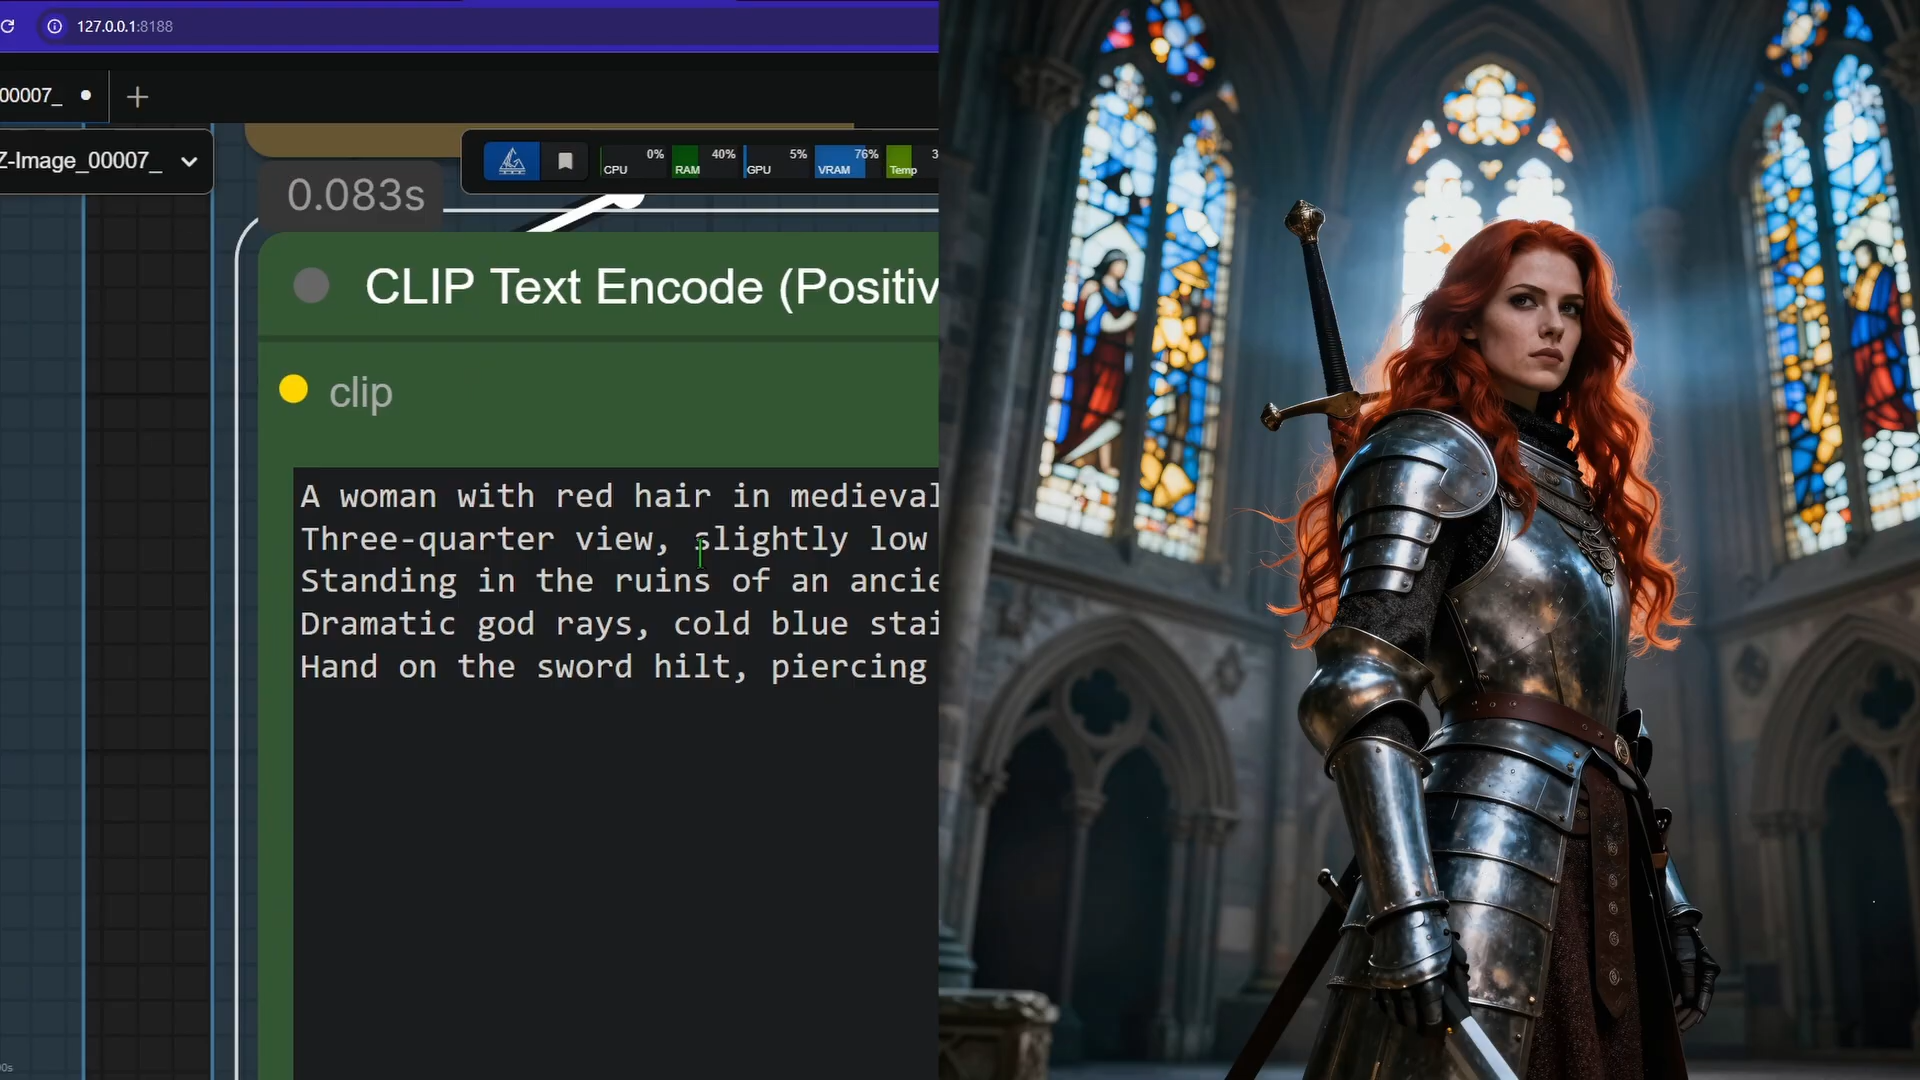 127.0.0.1:8188
00007_
Z-Image_00007_
CPU 0% RAM 40% GPU 5% VRAM 76% Temp 3
0.083s
CLIP Text Encode (Positiv
clip
A woman with red hair in medieval
Three-quarter view, slightly low
Standing in the ruins of an ancie
Dramatic god rays, cold blue stai
Hand on the sword hilt, piercing